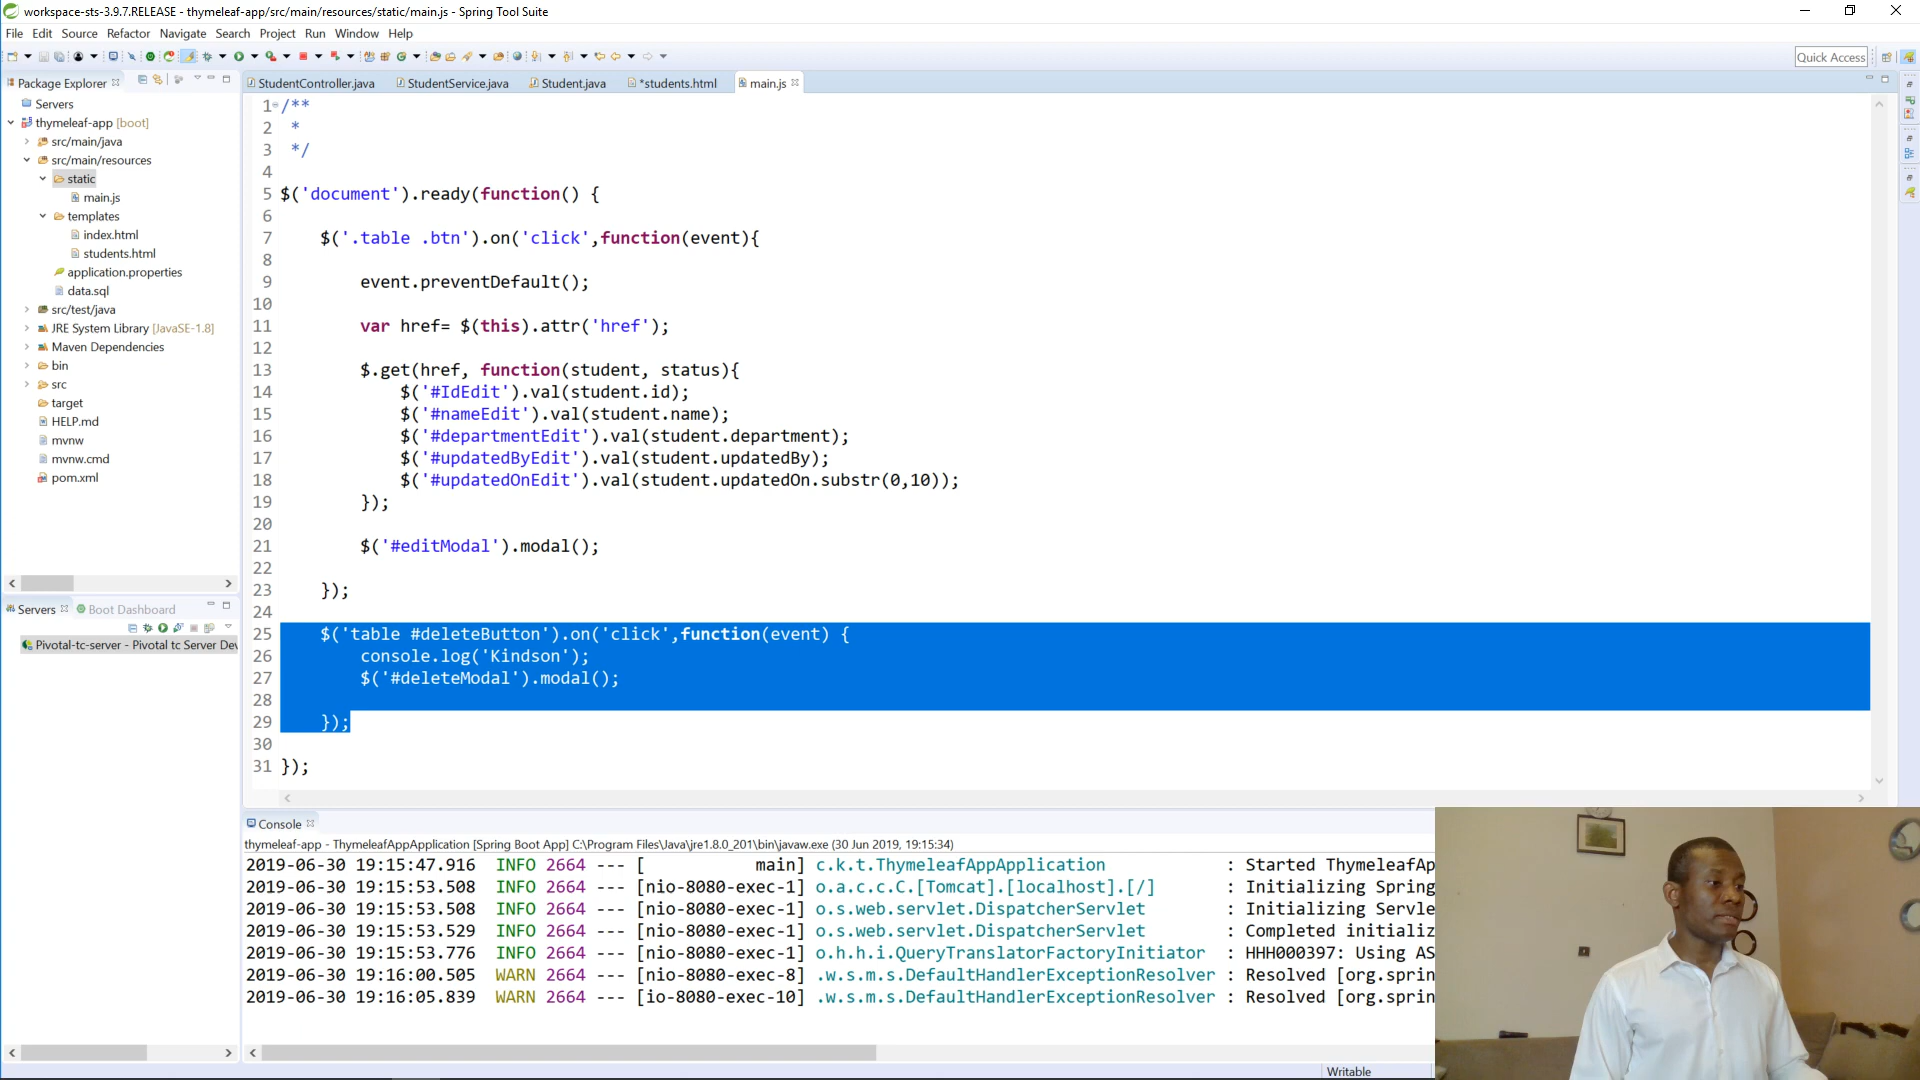 workspace-sts-3.9.7.RELEASE - thymeleaf-app/src/main/resources/static/main.js - Spring Tool Suite
File Edit Source Refactor Navigate Search Project Run Window Help
Quick Access
Package Explorer
StudentController.java StudentService.java Student.java *students.html main.js
Servers
thymeleaf-app [boot]
src/main/java
src/main/resources
static
main.js
templates
index.html
students.html
application.properties
data.sql
src/test/java
JRE System Library [JavaSE-1.8]
Maven Dependencies
bin
src
target
HELP.md
mvnw
mvnw.cmd
pom.xml
Servers Boot Dashboard
Pivotal-tc-server - Pivotal tc Server Dev
1 /**
2 *
3 */
4
5 $('document').ready(function() {
6
7 $('.table .btn').on('click',function(event){
8
9 event.preventDefault();
10
11 var href= $(this).attr('href');
12
13 $.get(href, function(student, status){
14 $('#IdEdit').val(student.id);
15 $('#nameEdit').val(student.name);
16 $('#departmentEdit').val(student.department);
17 $('#updatedByEdit').val(student.updatedBy);
18 $('#updatedOnEdit').val(student.updatedOn.substr(0,10));
19 });
20
21 $('#editModal').modal();
22
23 });
24
25 $('table #deleteButton').on('click',function(event) {
26 console.log('Kindson');
27 $('#deleteModal').modal();
28
29 });
30
31 });
Console
thymeleaf-app - ThymeleafAppApplication [Spring Boot App] C:\Program Files\Java\jre1.8.0_201\bin\javaw.exe (30 Jun 2019, 19:15:34)
2019-06-30 19:15:47.916 INFO 2664 --- [ main] c.k.t.ThymeleafAppApplication : Started ThymeleafAp
2019-06-30 19:15:53.508 INFO 2664 --- [nio-8080-exec-1] o.a.c.c.C.[Tomcat].[localhost].[/] : Initializing Spring
2019-06-30 19:15:53.508 INFO 2664 --- [nio-8080-exec-1] o.s.web.servlet.DispatcherServlet : Initializing Servle
2019-06-30 19:15:53.529 INFO 2664 --- [nio-8080-exec-1] o.s.web.servlet.DispatcherServlet : Completed initializ
2019-06-30 19:15:53.776 INFO 2664 --- [nio-8080-exec-1] o.h.h.i.QueryTranslatorFactoryInitiator : HHH000397: Using AS
2019-06-30 19:16:00.505 WARN 2664 --- [nio-8080-exec-8] .w.s.m.s.DefaultHandlerExceptionResolver : Resolved [org.sprin
2019-06-30 19:16:05.839 WARN 2664 --- [io-8080-exec-10] .w.s.m.s.DefaultHandlerExceptionResolver : Resolved [org.sprin
Writable